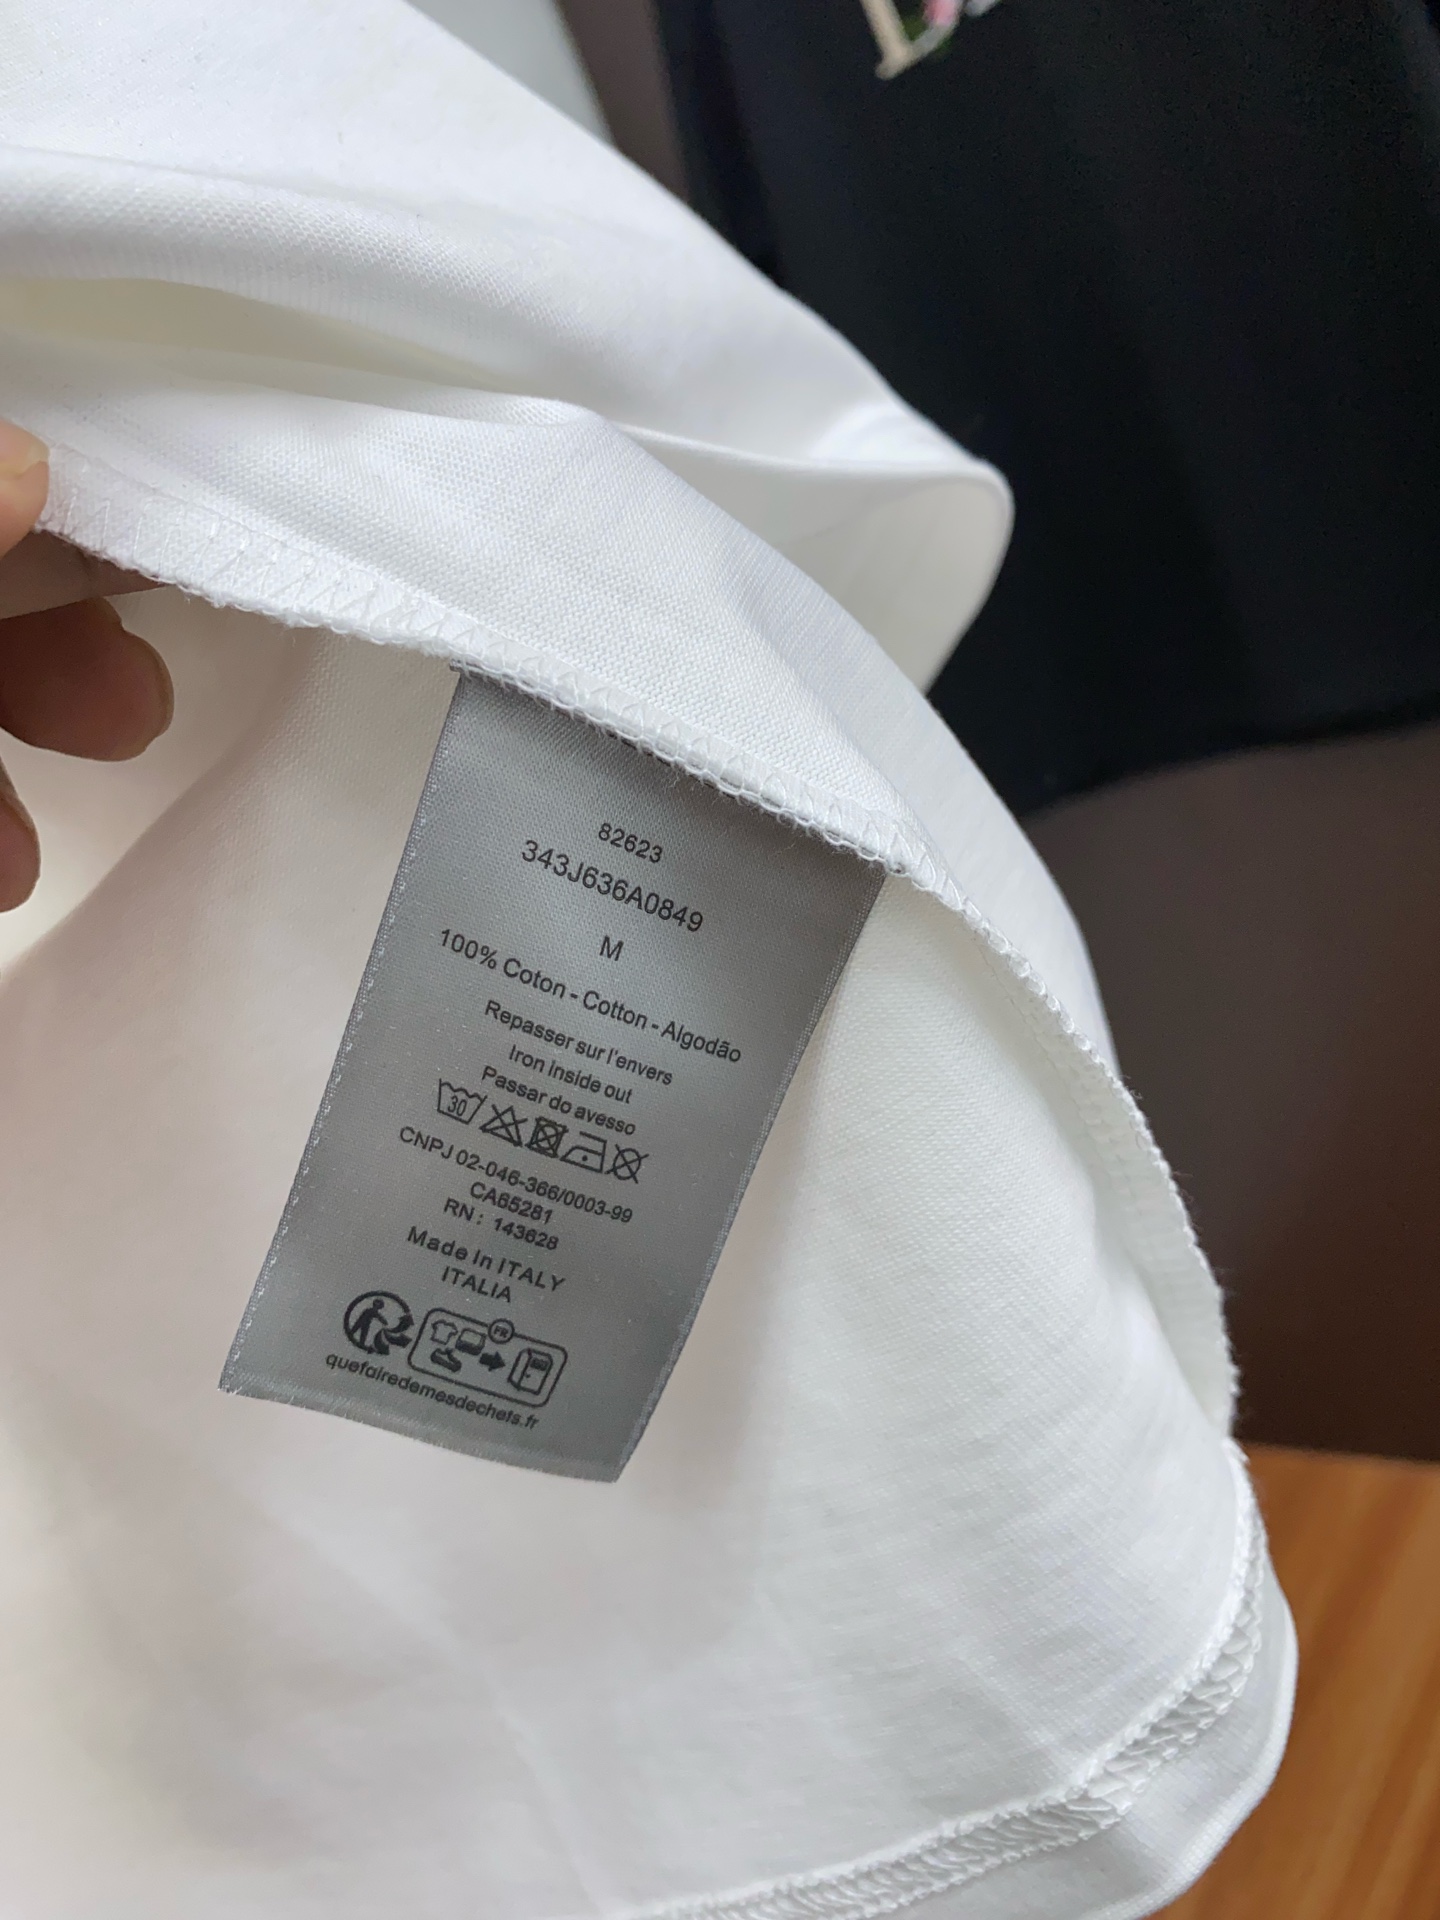 82623
343J636A0849
M
100% Coton - Cotton - Algodão
Repasser sur l'envers
Iron inside out
Passar do avesso
30
CNPJ 02-046-366/0003-99
CA65281
RN: 143628
Made In ITALY
ITALIA
FR
quefairedemesdechets.fr